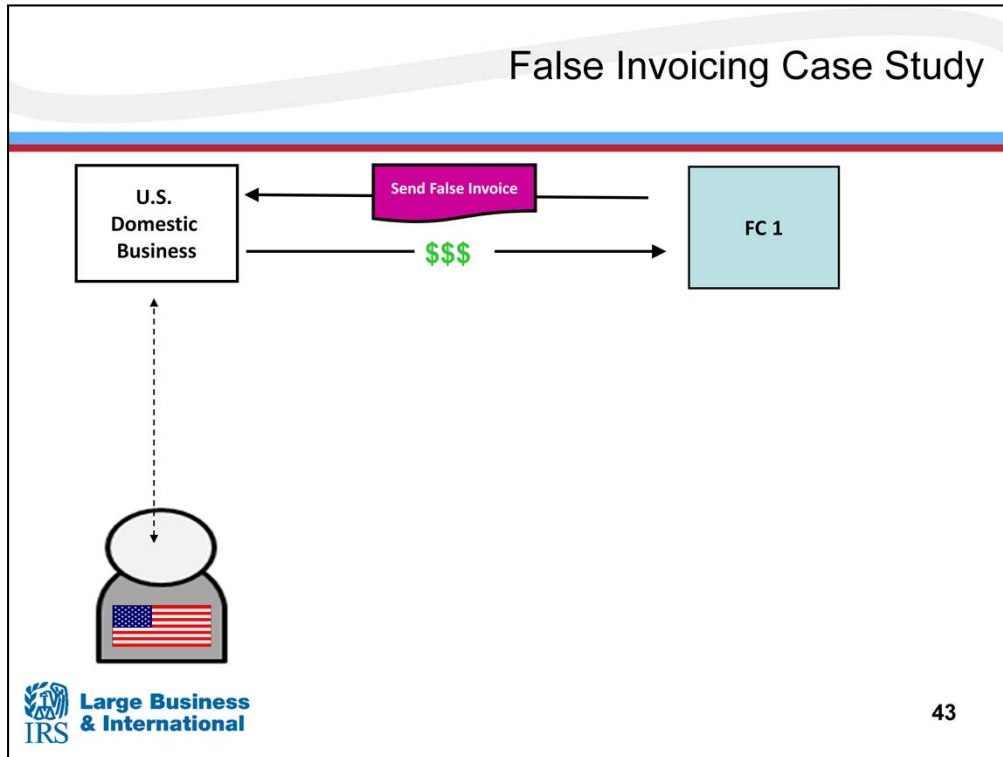 False Invoicing Case Study
U.S.
Domestic
Business
Send False Invoice
$$$
FC 1
IRS
Large Business
& International
43